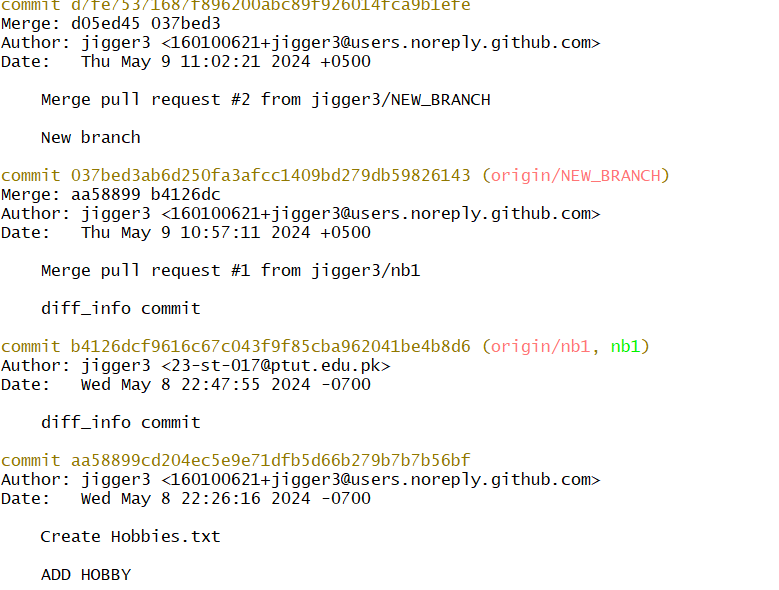 commit d7fe75371687f896200abc89f926014fca9b1efe
Merge: d05ed45 037bed3
Author: jigger3 <160100621+jigger3@users.noreply.github.com>
Date:   Thu May 9 11:02:21 2024 +0500
Merge pull request #2 from jigger3/NEW_BRANCH
New branch
commit 037bed3ab6d250fa3afcc1409bd279db59826143 (origin/NEW_BRANCH)
Merge: aa58899 b4126dc
Author: jigger3 <160100621+jigger3@users.noreply.github.com>
Date:   Thu May 9 10:57:11 2024 +0500
Merge pull request #1 from jigger3/nb1
diff_info commit
commit b4126dcf9616c67c043f9f85cba962041be4b8d6 (origin/nb1, nb1)
Author: jigger3 <23-st-017@ptut.edu.pk>
Date:   Wed May 8 22:47:55 2024 -0700
diff_info commit
commit aa58899cd204ec5e9e71dfb5d66b279b7b7b56bf
Author: jigger3 <160100621+jigger3@users.noreply.github.com>
Date:   Wed May 8 22:26:16 2024 -0700
Create Hobbies.txt
ADD HOBBY